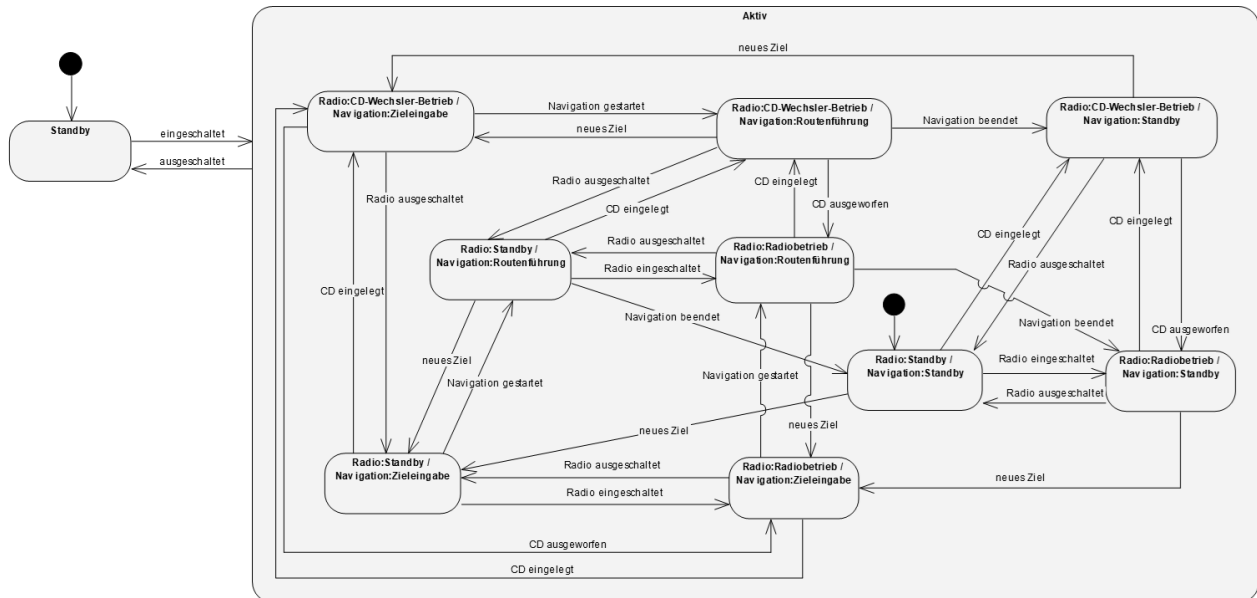 Aktiv
neues Ziel
Radio:CD-Wechsler-Betrieb /
Navigation:Zieleingabe
Navigation gestartet
neues Ziel
Radio:CD-Wechsler-Betrieb /
Navigation:Routenführung
Navigation beendet
Radio:CD-Wechsler-Betrieb /
Navigation:Standby
Standby
eingeschaltet
ausgeschaltet
Radio ausgeschaltet
Radio ausgeschaltet
CD eingelegt
CD eingelegt
CD ausgeworfen
CD eingelegt
CD eingelegt
Radio ausgeschaltet
Radio:Standby /
Navigation:Routenführung
Radio ausgeschaltet
Radio eingeschaltet
Radio:Radiobetrieb /
Navigation:Routenführung
CD eingelegt
Navigation beendet
Navigation beendet
CD ausgeworfen
neues Ziel
Navigation gestartet
Navigation gestartet
Radio:Standby /
Navigation:Standby
Radio eingeschaltet
Radio ausgeschaltet
Radio:Radiobetrieb /
Navigation:Standby
neues Ziel
neues Ziel
Radio:Standby /
Navigation:Zieleingabe
Radio ausgeschaltet
Radio eingeschaltet
Radio:Radiobetrieb /
Navigation:Zieleingabe
neues Ziel
CD ausgeworfen
CD eingelegt